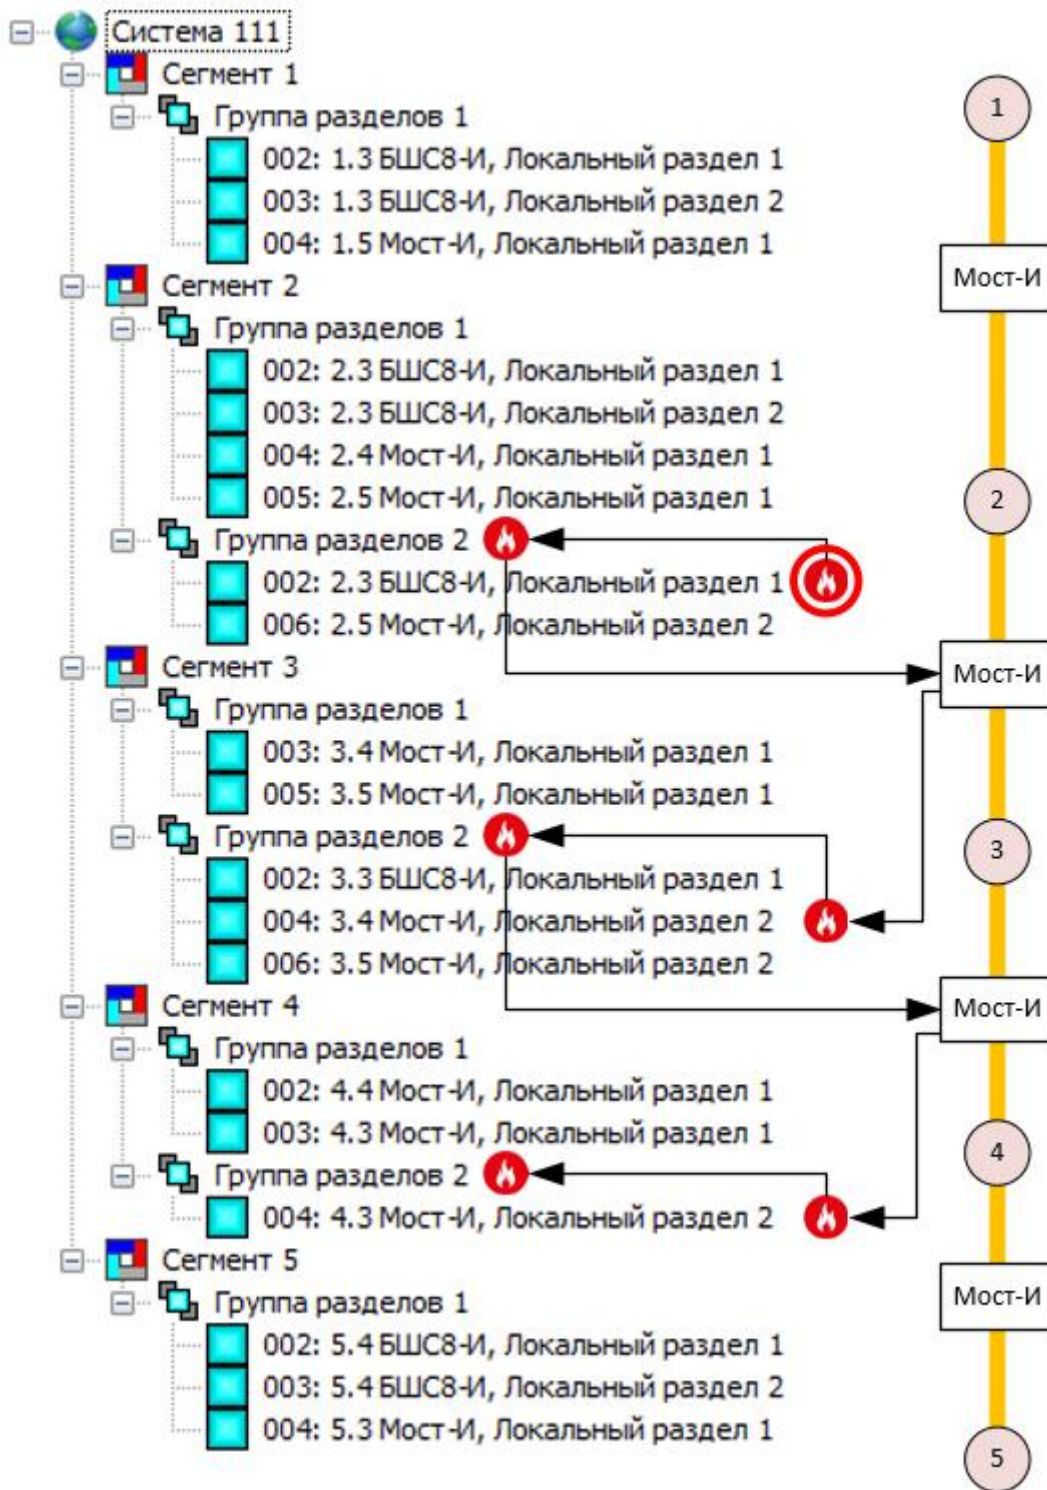 Система 111
Сегмент 1
Группа разделов 1
002: 1.3 БШС8-И, Локальный раздел 1
003: 1.3 БШС8-И, Локальный раздел 2
004: 1.5 Мост-И, Локальный раздел 1
Сегмент 2
Группа разделов 1
002: 2.3 БШС8-И, Локальный раздел 1
003: 2.3 БШС8-И, Локальный раздел 2
004: 2.4 Мост-И, Локальный раздел 1
005: 2.5 Мост-И, Локальный раздел 1
Группа разделов 2
002: 2.3 БШС8-И, Локальный раздел 1
006: 2.5 Мост-И, Локальный раздел 2
Сегмент 3
Группа разделов 1
003: 3.4 Мост-И, Локальный раздел 1
005: 3.5 Мост-И, Локальный раздел 1
Группа разделов 2
002: 3.3 БШС8-И, Локальный раздел 1
004: 3.4 Мост-И, Локальный раздел 2
006: 3.5 Мост-И, Локальный раздел 2
Сегмент 4
Группа разделов 1
002: 4.4 Мост-И, Локальный раздел 1
003: 4.3 Мост-И, Локальный раздел 1
Группа разделов 2
004: 4.3 Мост-И, Локальный раздел 2
Сегмент 5
Группа разделов 1
002: 5.4 БШС8-И, Локальный раздел 1
003: 5.4 БШС8-И, Локальный раздел 2
004: 5.3 Мост-И, Локальный раздел 1
1
Мост-И
2
Мост-И
3
Мост-И
4
Мост-И
5